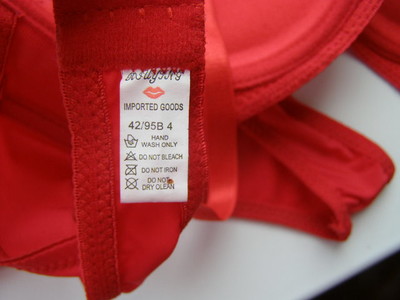 IMPORTED GOODS
42/95B 4
HAND
WASH ONLY
DO NOT BLEACH
DO NOT IRON
DO NOT
DRY CLEAN